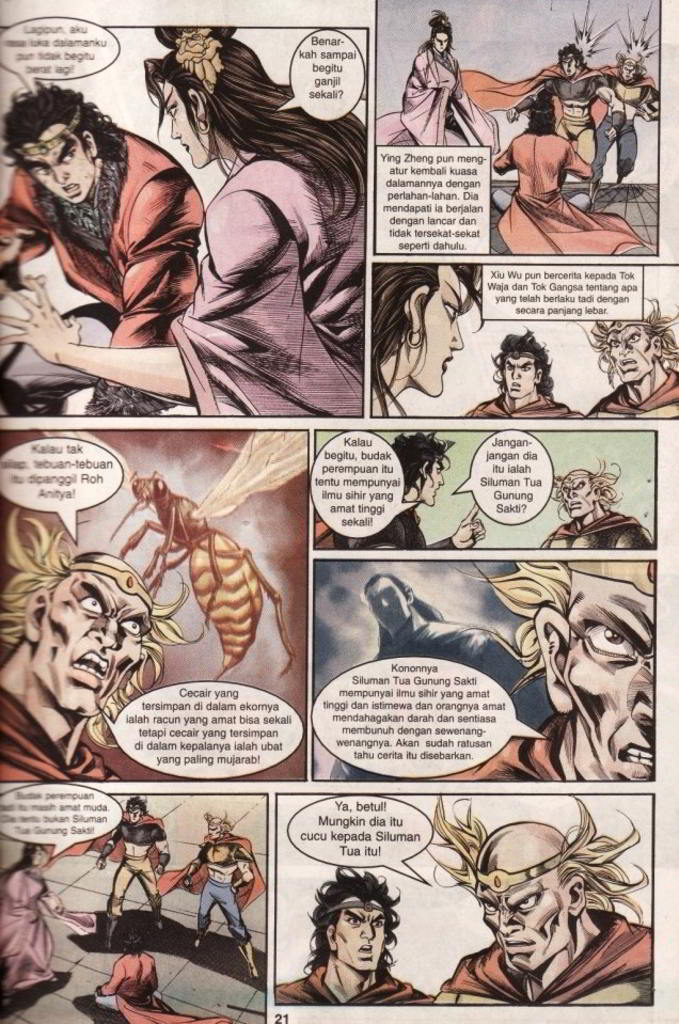 Lagipun, aku
rasa luka dalamanku
pun tidak begitu
berat lagi!
Benar-
kah sampai
begitu
ganjil
sekali?
Ying Zheng pun meng-
atur kembali kuasa
dalamannya dengan
perlahan-lahan. Dia
mendapati ia berjalan
dengan lancar dan
tidak tersekat-sekat
seperti dahulu.
Xiu Wu pun bercerita kepada Tok
Waja dan Tok Gangsa tentang apa
yang telah berlaku tadi dengan
secara panjang lebar.
Kalau tak
silap, tebuan-tebuan
itu dipanggil Roh
Anitya!
Cecair yang
tersimpan di dalam ekornya
ialah racun yang amat bisa sekali
tetapi cecair yang tersimpan
di dalam kepalanya ialah ubat
yang paling mujarab!
Kalau
begitu, budak
perempuan itu
tentu mempunyai
ilmu sihir yang
amat tinggi
sekali!
Jangan-
jangan dia
itu ialah
Siluman Tua
Gunung
Sakti?
Kononnya
Siluman Tua Gunung Sakti
mempunyai ilmu sihir yang amat
tinggi dan istimewa dan orangnya amat
mendahagakan darah dan sentiasa
membunuh dengan sewenang-
wenangnya. Akan sudah ratusan
tahu cerita itu disebarkan.
Budak perempuan
itu masih amat muda.
Dia tentu bukan Siluman
Tua Gunung Sakti!
Ya, betul!
Mungkin dia itu
cucu kepada Siluman
Tua itu!
21